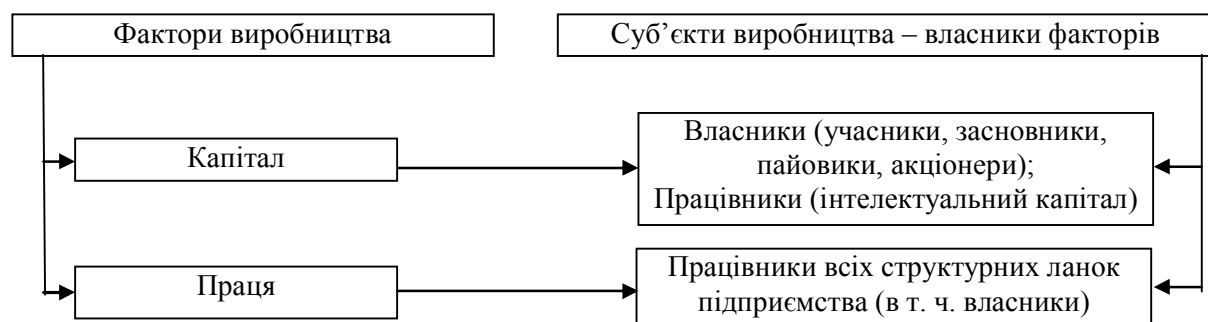 Фактори виробництва
Суб’єкти виробництва – власники факторів
Капітал
Власники (учасники, засновники,
пайовики, акціонери);
Працівники (інтелектуальний капітал)
Праця
Працівники всіх структурних ланок
підприємства (в т. ч. власники)